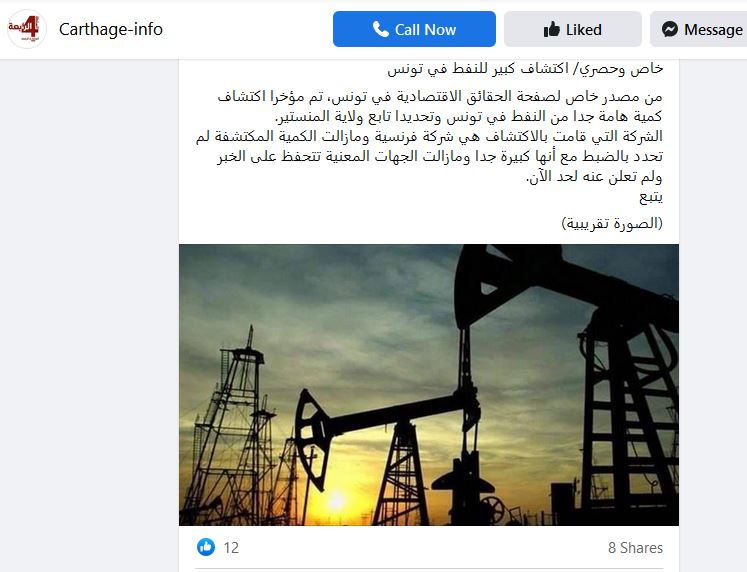 Carthage-info
Call Now
Liked
Message
4 الرابعة
خاص وحصري/ اكتشاف كبير للنفط في تونس
من مصدر خاص لصفحة الحقائق الاقتصادية في تونس، تم مؤخرا اكتشاف
كمية هامة جدا من النفط في تونس وتحديدا تابع ولاية المنستير.
الشركة التي قامت بالاكتشاف هي شركة فرنسية ومازالت الكمية المكتشفة لم
تحدد بالضبط مع أنها كبيرة جدا ومازالت الجهات المعنية تتحفظ على الخبر
ولم تعلن عنه لحد الآن.
يتبع
(الصورة تقريبية)
12
8 Shares